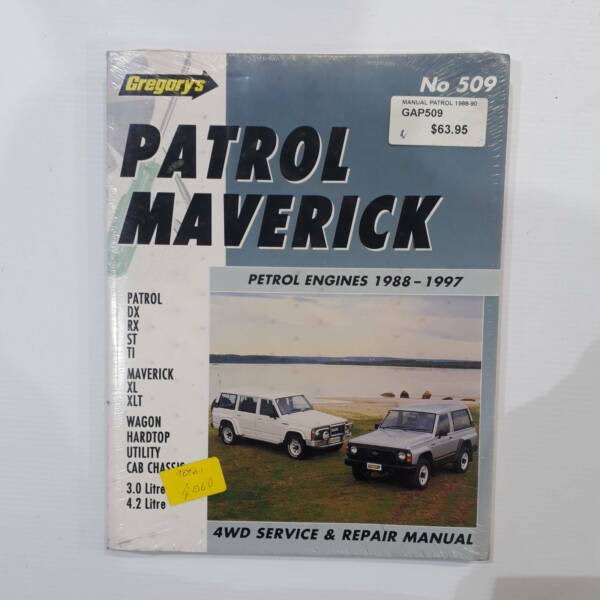 Gregory's
No 509
MANUAL PATROL 1988-90
GAP509
$63.95
PATROL
MAVERICK
PETROL ENGINES 1988 - 1997
PATROL
DX
RX
ST
TI
MAVERICK
XL
XLT
WAGON
HARDTOP
UTILITY
CAB CHASSIS
3.0 Litre
4.2 Litre
4WD SERVICE & REPAIR MANUAL